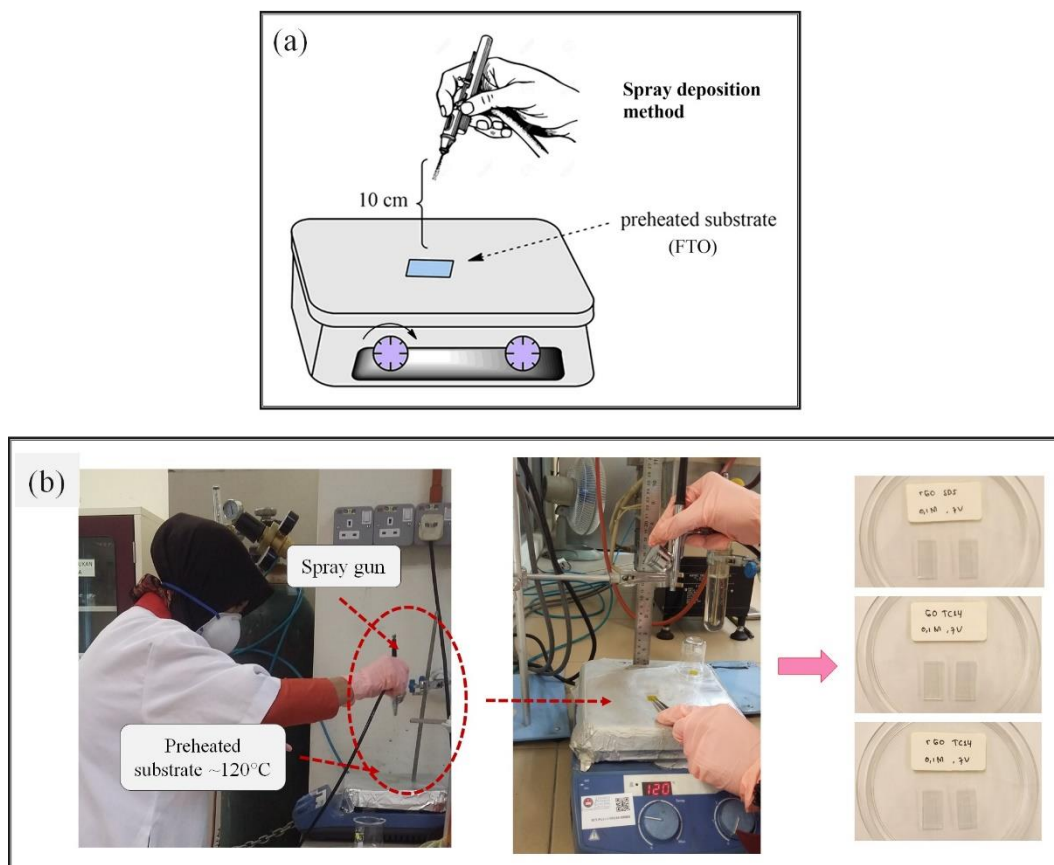 (a)
Spray deposition
method
10 cm
preheated substrate
(FTO)
(b)
Spray gun
Preheated
substrate ~120°C
120
rGO SDS
0,1M . 7V
GO TC14
0,1M . 7V
rGO TC14
0,1M . 7V